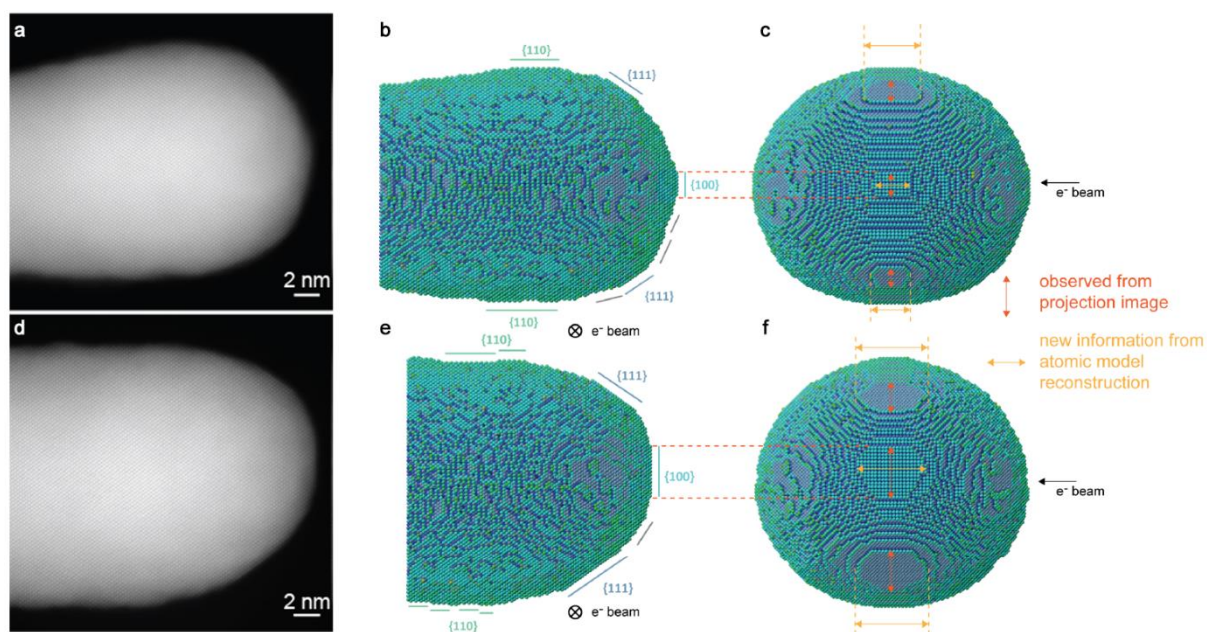 a
2 nm
b
{110}
{111}
{100}
{111}
{110}
e⁻ beam
c
e⁻ beam
observed from
projection image
new information from
atomic model
reconstruction
d
2 nm
e
{110}
{111}
{100}
{111}
{110}
e⁻ beam
f
e⁻ beam